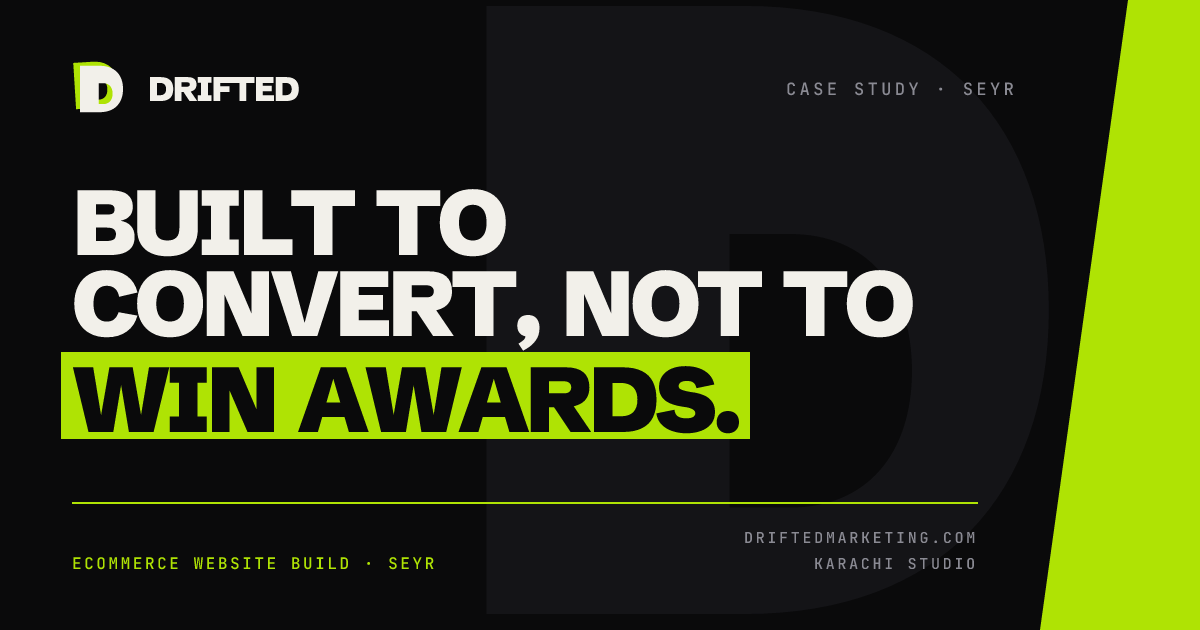 DRIFTED
CASE STUDY · SEYR
BUILT TO
CONVERT, NOT TO
WIN AWARDS.
ECOMMERCE WEBSITE BUILD · SEYR
DRIFTEDMARKETING.COM
KARACHI STUDIO